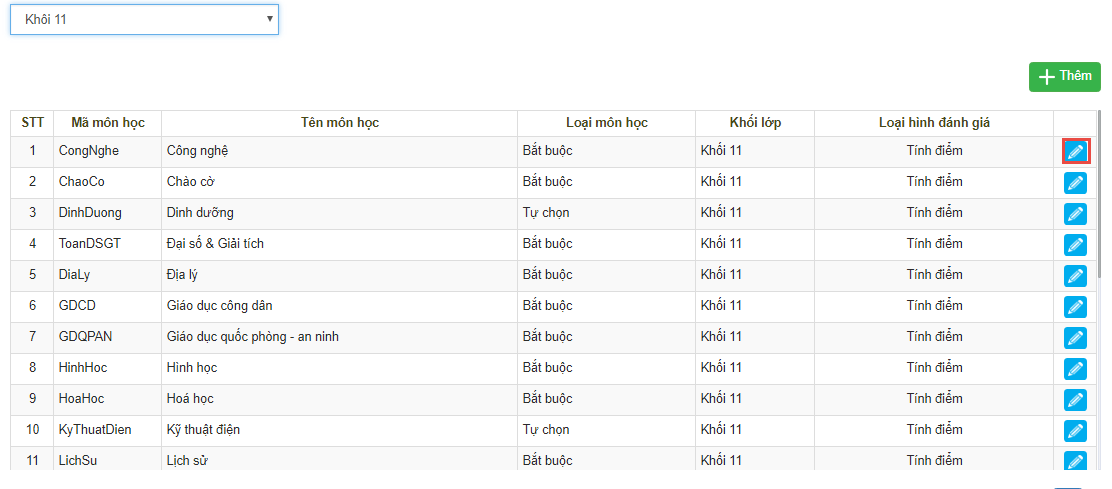 Khối 11
Thêm
STT Mã môn học Tên môn học Loại môn học Khối lớp Loại hình đánh giá
1 CongNghe Công nghệ Bắt buộc Khối 11 Tính điểm
2 ChaoCo Chào cờ Bắt buộc Khối 11 Tính điểm
3 DinhDuong Dinh dưỡng Tự chọn Khối 11 Tính điểm
4 ToanDSGT Đại số & Giải tích Bắt buộc Khối 11 Tính điểm
5 DiaLy Địa lý Bắt buộc Khối 11 Tính điểm
6 GDCD Giáo dục công dân Bắt buộc Khối 11 Tính điểm
7 GDQPAN Giáo dục quốc phòng - an ninh Bắt buộc Khối 11 Tính điểm
8 HinhHoc Hình học Bắt buộc Khối 11 Tính điểm
9 HoaHoc Hoá học Bắt buộc Khối 11 Tính điểm
10 KyThuatDien Kỹ thuật điện Tự chọn Khối 11 Tính điểm
11 LichSu Lịch sử Bắt buộc Khối 11 Tính điểm